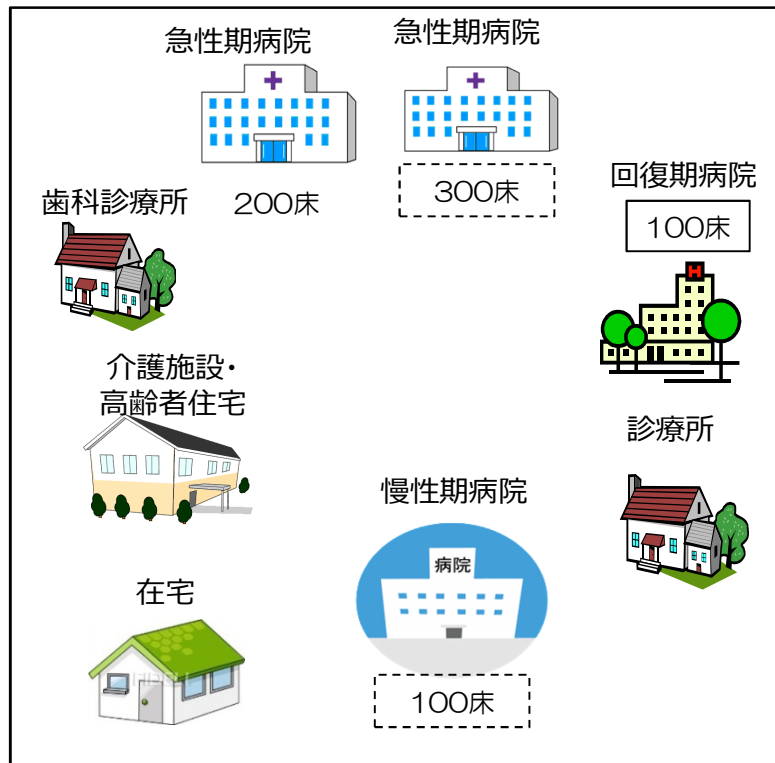 急性期病院
急性期病院
200床
300床
回復期病院
100床
歯科診療所
介護施設・
高齢者住宅
診療所
慢性期病院
病院
100床
在宅
H